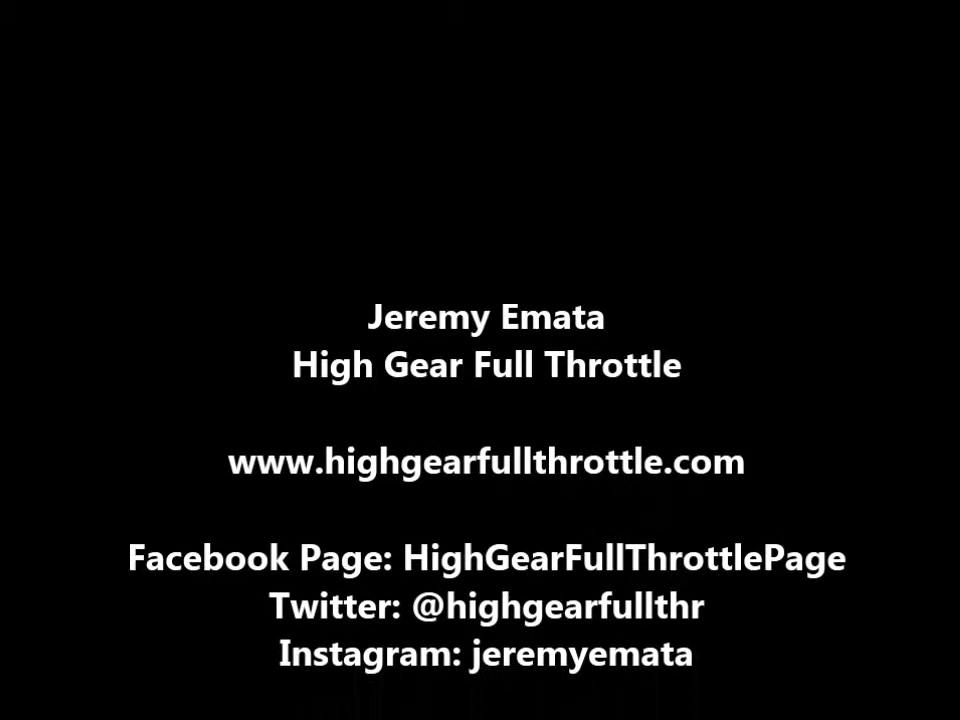 Jeremy Emata
High Gear Full Throttle
www.highgearfullthrottle.com
Facebook Page: HighGearFullThrottlePage
Twitter: @highgearfullthr
Instagram: jeremyemata